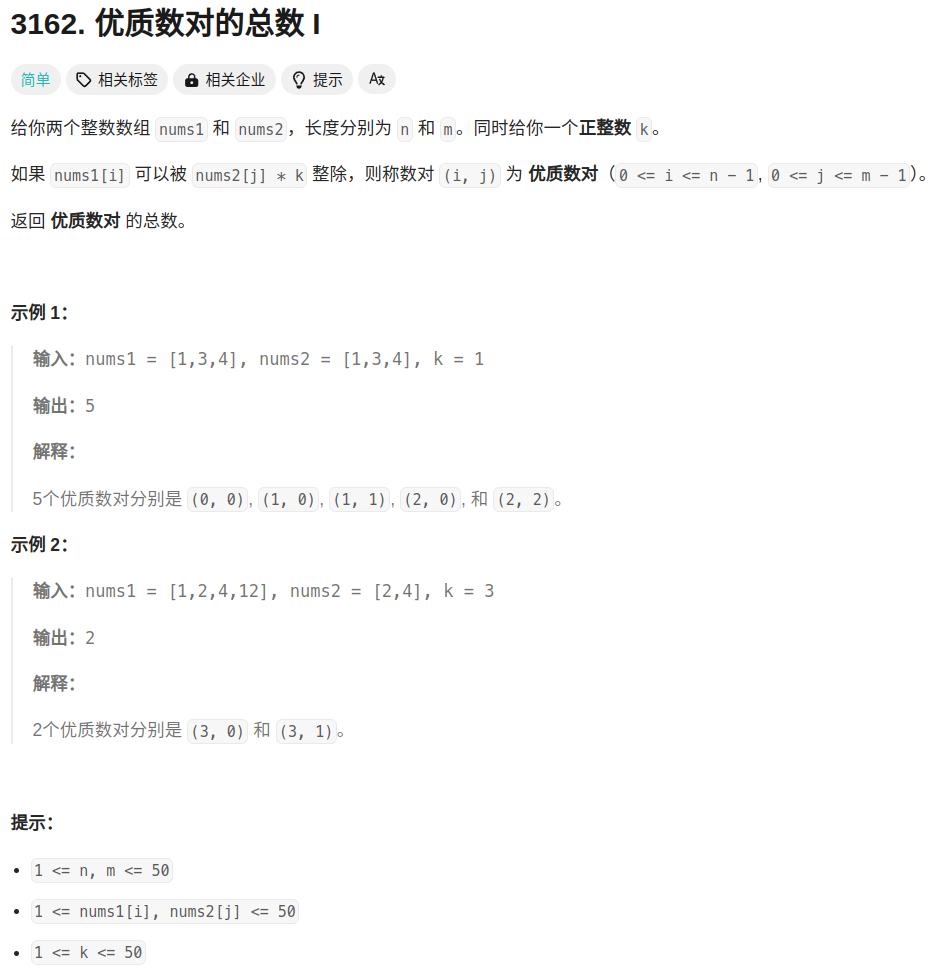 3162. 优质数对的总数 I
简单 相关标签 相关企业 提示 A文
给你两个整数数组 nums1 和 nums2，长度分别为 n 和 m。同时给你一个正整数 k。
如果 nums1[i] 可以被 nums2[j] * k 整除，则称数对 (i, j) 为 优质数对（0 <= i <= n - 1, 0 <= j <= m - 1）。
返回 优质数对 的总数。
示例 1：
输入：nums1 = [1,3,4], nums2 = [1,3,4], k = 1
输出：5
解释：
5个优质数对分别是 (0, 0), (1, 0), (1, 1), (2, 0), 和 (2, 2)。
示例 2：
输入：nums1 = [1,2,4,12], nums2 = [2,4], k = 3
输出：2
解释：
2个优质数对分别是 (3, 0) 和 (3, 1)。
提示：
1 <= n, m <= 50
1 <= nums1[i], nums2[j] <= 50
1 <= k <= 50